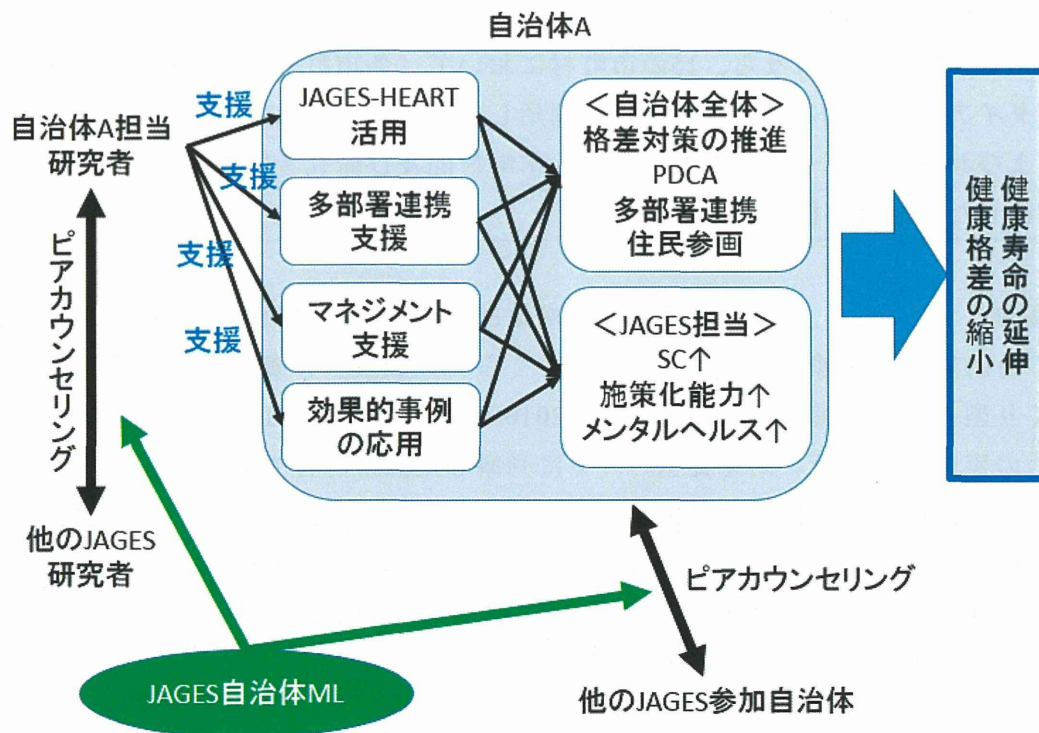 自治体A
支援
支援
支援
支援
自治体A担当
研究者
ピアカウンセリング
他のJAGES
研究者
JAGES-HEART
活用
多部署連携
支援
マネジメント
支援
効果的事例
の応用
＜自治体全体＞
格差対策の推進
PDCA
多部署連携
住民参画
＜JAGES担当＞
SC↑
施策化能力↑
メンタルヘルス↑
健康寿命の延伸
健康格差の縮小
ピアカウンセリング
他のJAGES参加自治体
JAGES自治体ML